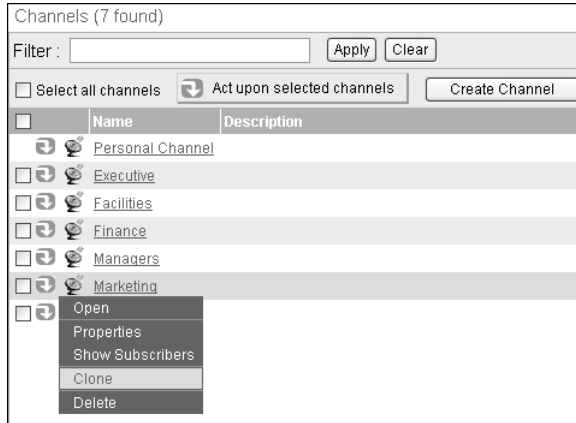 Channels (7 found)
Filter : Apply Clear
Select all channels Act upon selected channels Create Channel
Name Description
Personal Channel
Executive
Facilities
Finance
Managers
Marketing
Open
Properties
Show Subscribers
Clone
Delete